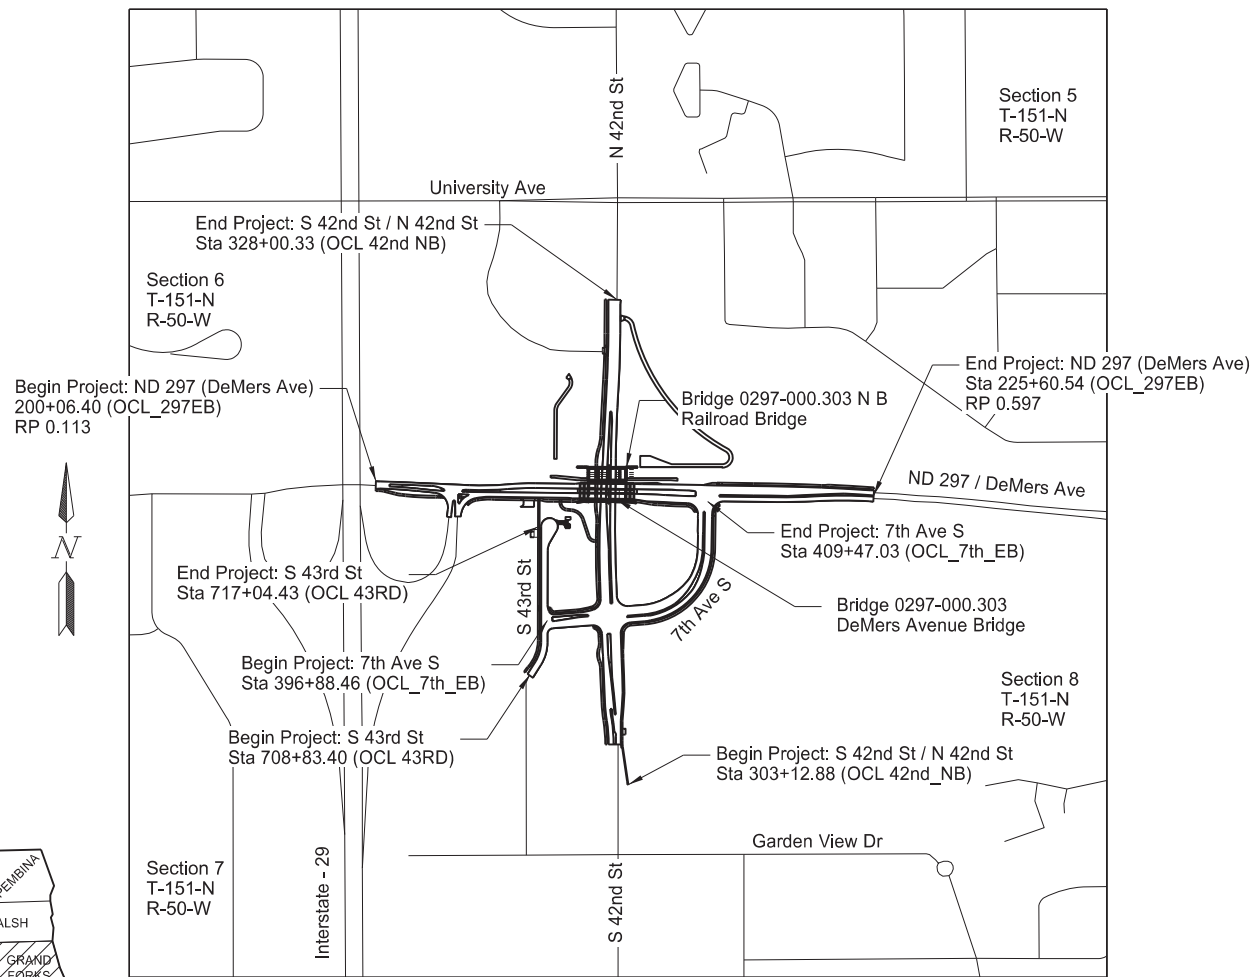 Section 5
T-151-N
R-50-W
N 42nd St
University Ave
End Project: S 42nd St / N 42nd St
Sta 328+00.33 (OCL 42nd NB)
Section 6
T-151-N
R-50-W
Begin Project: ND 297 (DeMers Ave)
200+06.40 (OCL_297EB)
RP 0.113
End Project: ND 297 (DeMers Ave)
Sta 225+60.54 (OCL_297EB)
RP 0.597
Bridge 0297-000.303 N B
Railroad Bridge
ND 297 / DeMers Ave
N
End Project: 7th Ave S
Sta 409+47.03 (OCL_7th_EB)
End Project: S 43rd St
Sta 717+04.43 (OCL 43RD)
S 43rd St
7th Ave S
Bridge 0297-000.303
DeMers Avenue Bridge
Begin Project: 7th Ave S
Sta 396+88.46 (OCL_7th_EB)
Section 8
T-151-N
R-50-W
Begin Project: S 43rd St
Sta 708+83.40 (OCL 43RD)
Begin Project: S 42nd St / N 42nd St
Sta 303+12.88 (OCL 42nd_NB)
Garden View Dr
Section 7
T-151-N
R-50-W
Interstate - 29
S 42nd St
PEMBINA
ALSH
GRAND
FORKS